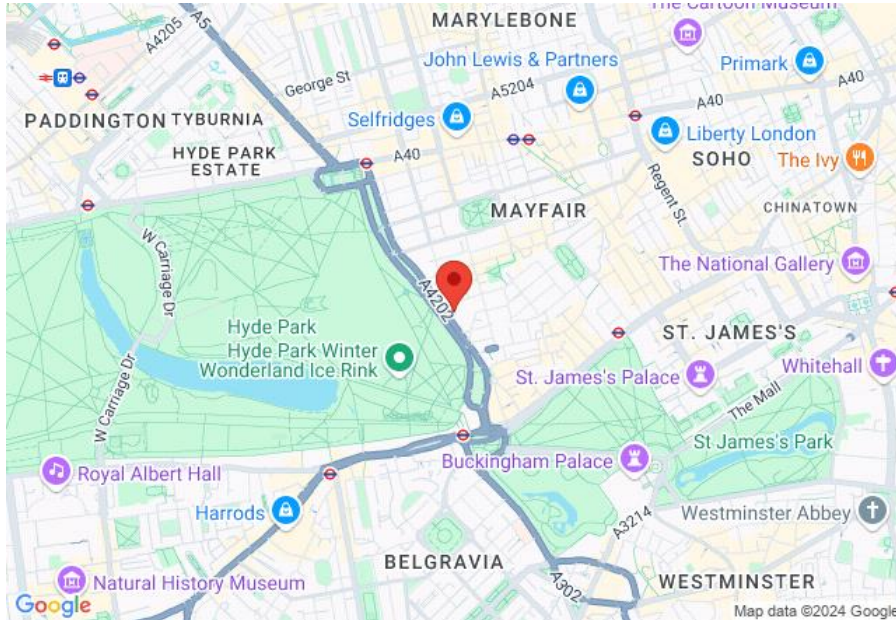 The Cartoon Museum
MARYLEBONE
A4205
A5
John Lewis & Partners
Primark
George St
A5204
A40
Selfridges
A40
PADDINGTON
TYBURNIA
Liberty London
HYDE PARK
ESTATE
A40
SOHO
The Ivy
Regent St.
MAYFAIR
CHINATOWN
W Carriage Dr
The National Gallery
A4202
Hyde Park
Hyde Park Winter
Wonderland Ice Rink
ST. JAMES'S
St. James's Palace
Whitehall
The Mall
W Carriage Dr
St James's Park
Royal Albert Hall
Buckingham Palace
Harrods
A3214
Westminster Abbey
BELGRAVIA
Natural History Museum
A302
WESTMINSTER
Google
Map data ©2024 Google